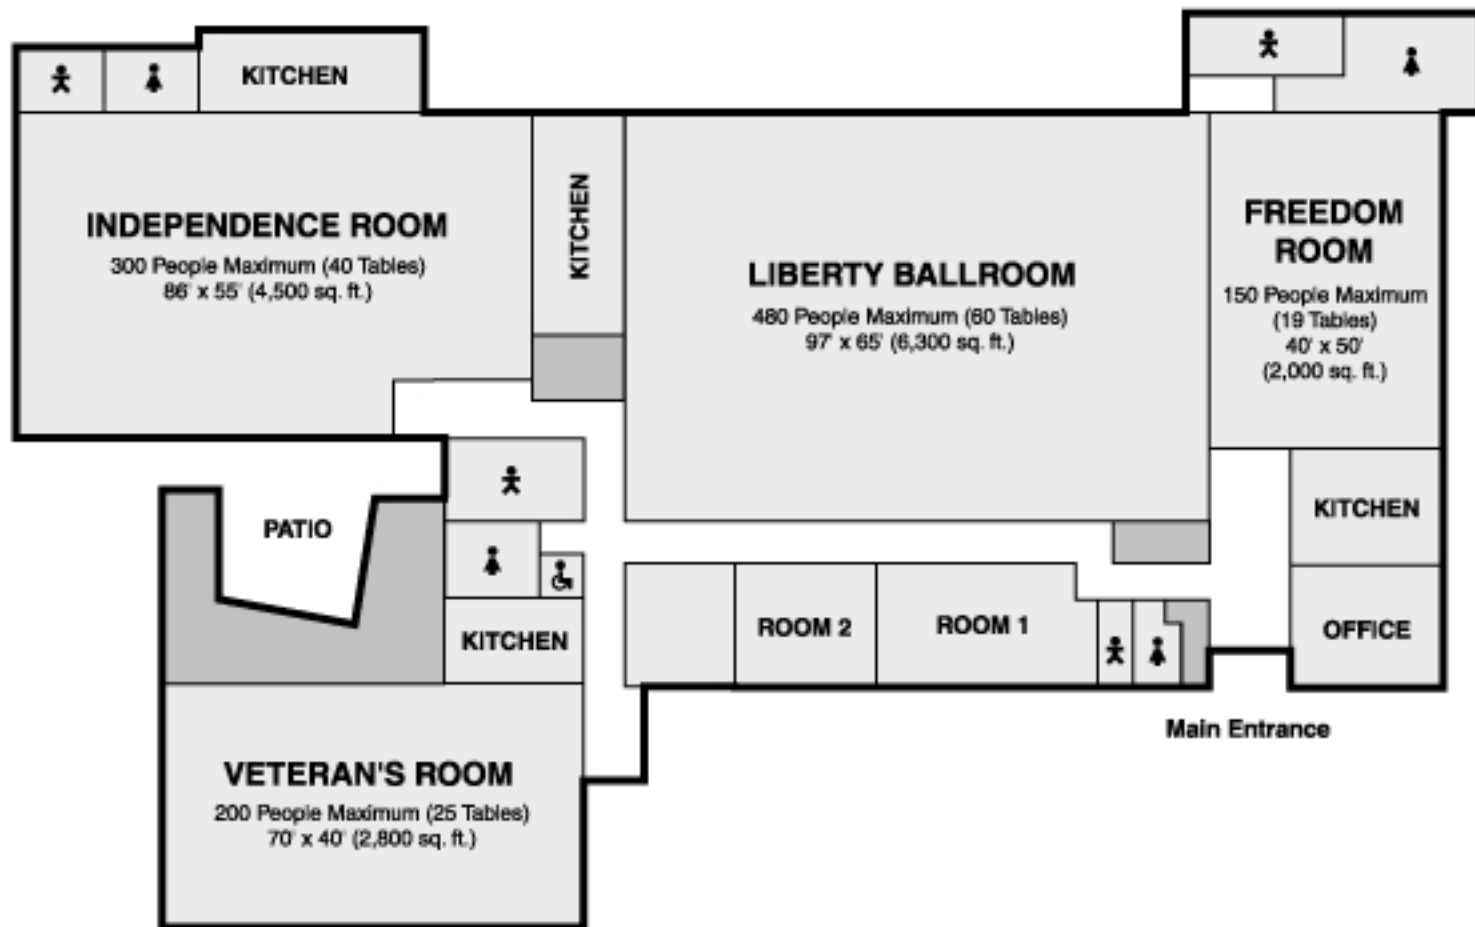 KITCHEN
INDEPENDENCE ROOM
300 People Maximum (40 Tables)
86' x 55' (4,500 sq. ft.)
KITCHEN
LIBERTY BALLROOM
480 People Maximum (60 Tables)
97' x 65' (6,300 sq. ft.)
FREEDOM
ROOM
150 People Maximum
(19 Tables)
40' x 50'
(2,000 sq. ft.)
PATIO
KITCHEN
KITCHEN
ROOM 2
ROOM 1
OFFICE
Main Entrance
VETERAN'S ROOM
200 People Maximum (25 Tables)
70' x 40' (2,800 sq. ft.)